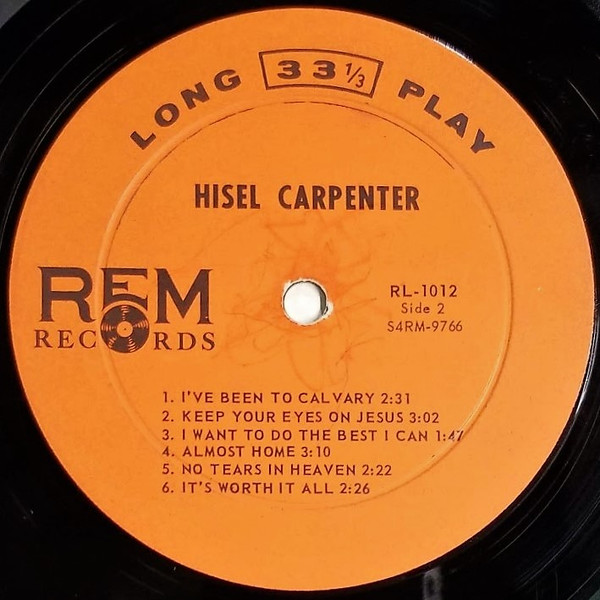 LONG 33 1/3 PLAY
HISEL CARPENTER
REM
RECORDS
RL-1012
Side 2
S4RM-9766
1. I'VE BEEN TO CALVARY 2:31
2. KEEP YOUR EYES ON JESUS 3:02
3. I WANT TO DO THE BEST I CAN 1:47
4. ALMOST HOME 3:10
5. NO TEARS IN HEAVEN 2:22
6. IT'S WORTH IT ALL 2:26